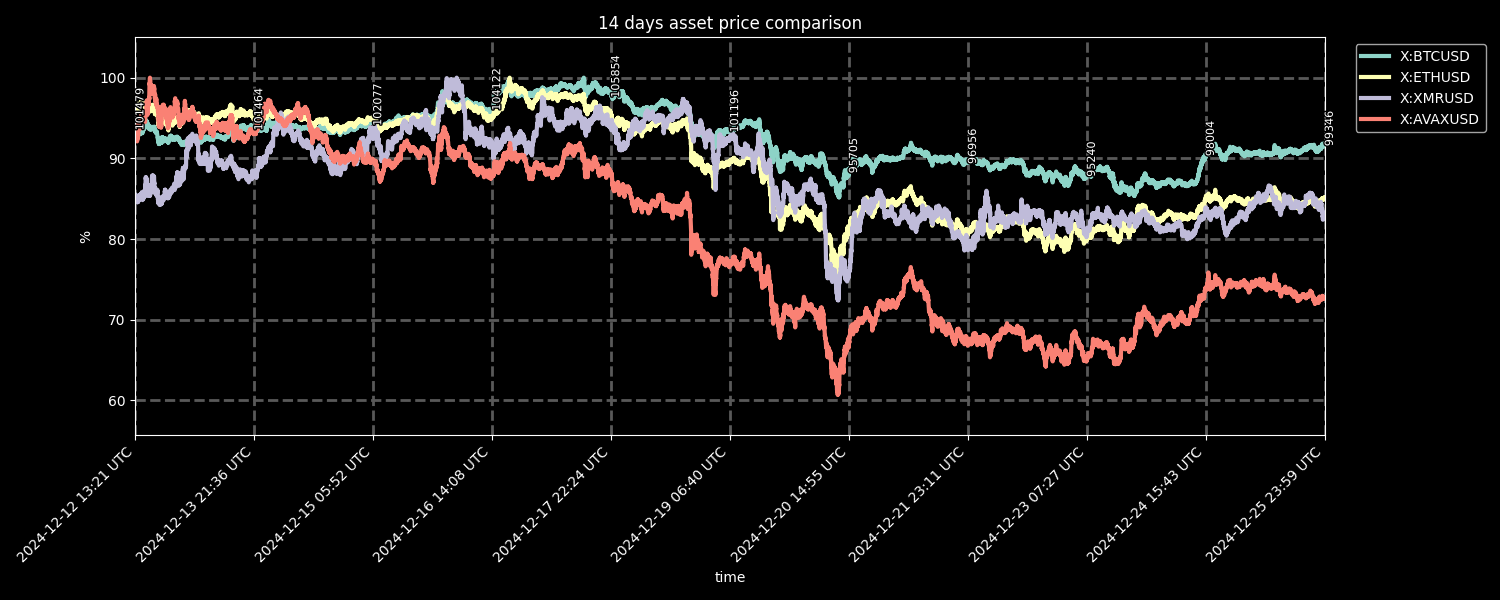 14 days asset price comparison
X:BTCUSD
X:ETHUSD
X:XMRUSD
X:AVAXUSD
%
100
90
80
70
60
101479
101464
102077
104122
105854
101196
95705
96956
95240
98004
99346
2024-12-12 13:21 UTC
2024-12-13 21:36 UTC
2024-12-15 05:52 UTC
2024-12-16 14:08 UTC
2024-12-17 22:24 UTC
2024-12-19 06:40 UTC
2024-12-20 14:55 UTC
2024-12-21 23:11 UTC
2024-12-23 07:27 UTC
2024-12-24 15:43 UTC
2024-12-25 23:59 UTC
time